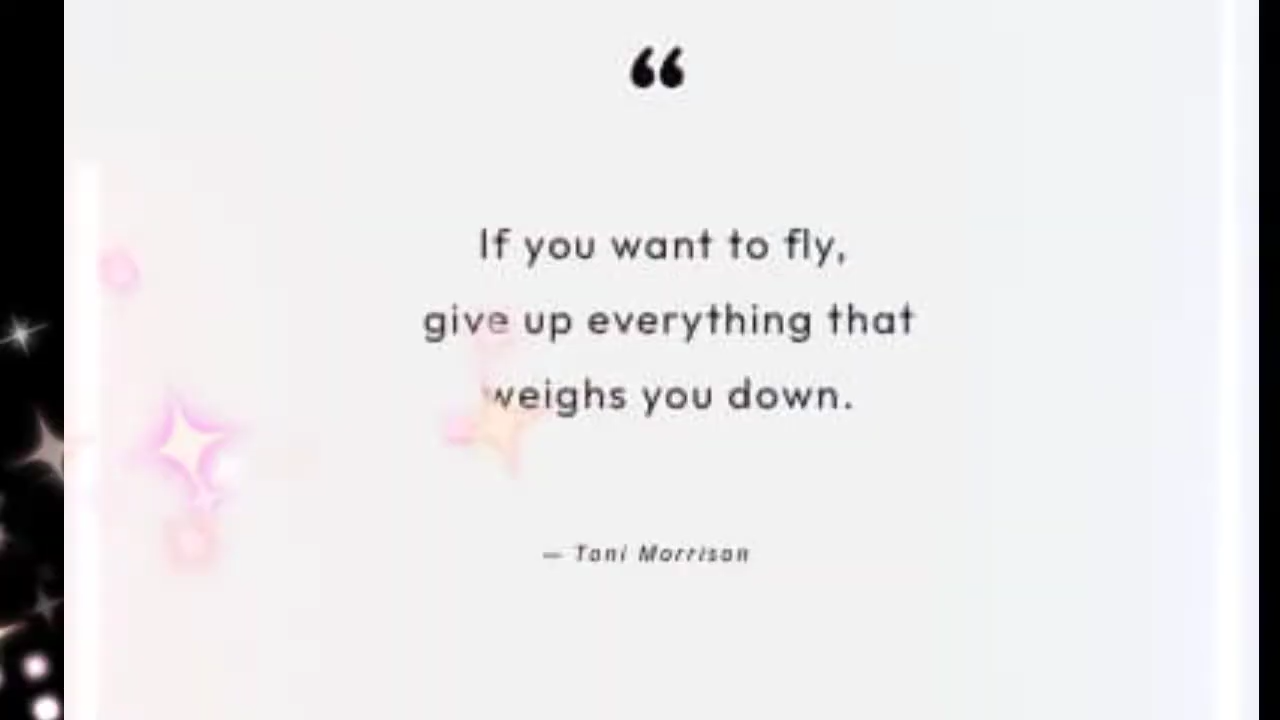 “
If you want to fly,
give up everything that
weighs you down.
— Toni Morrison